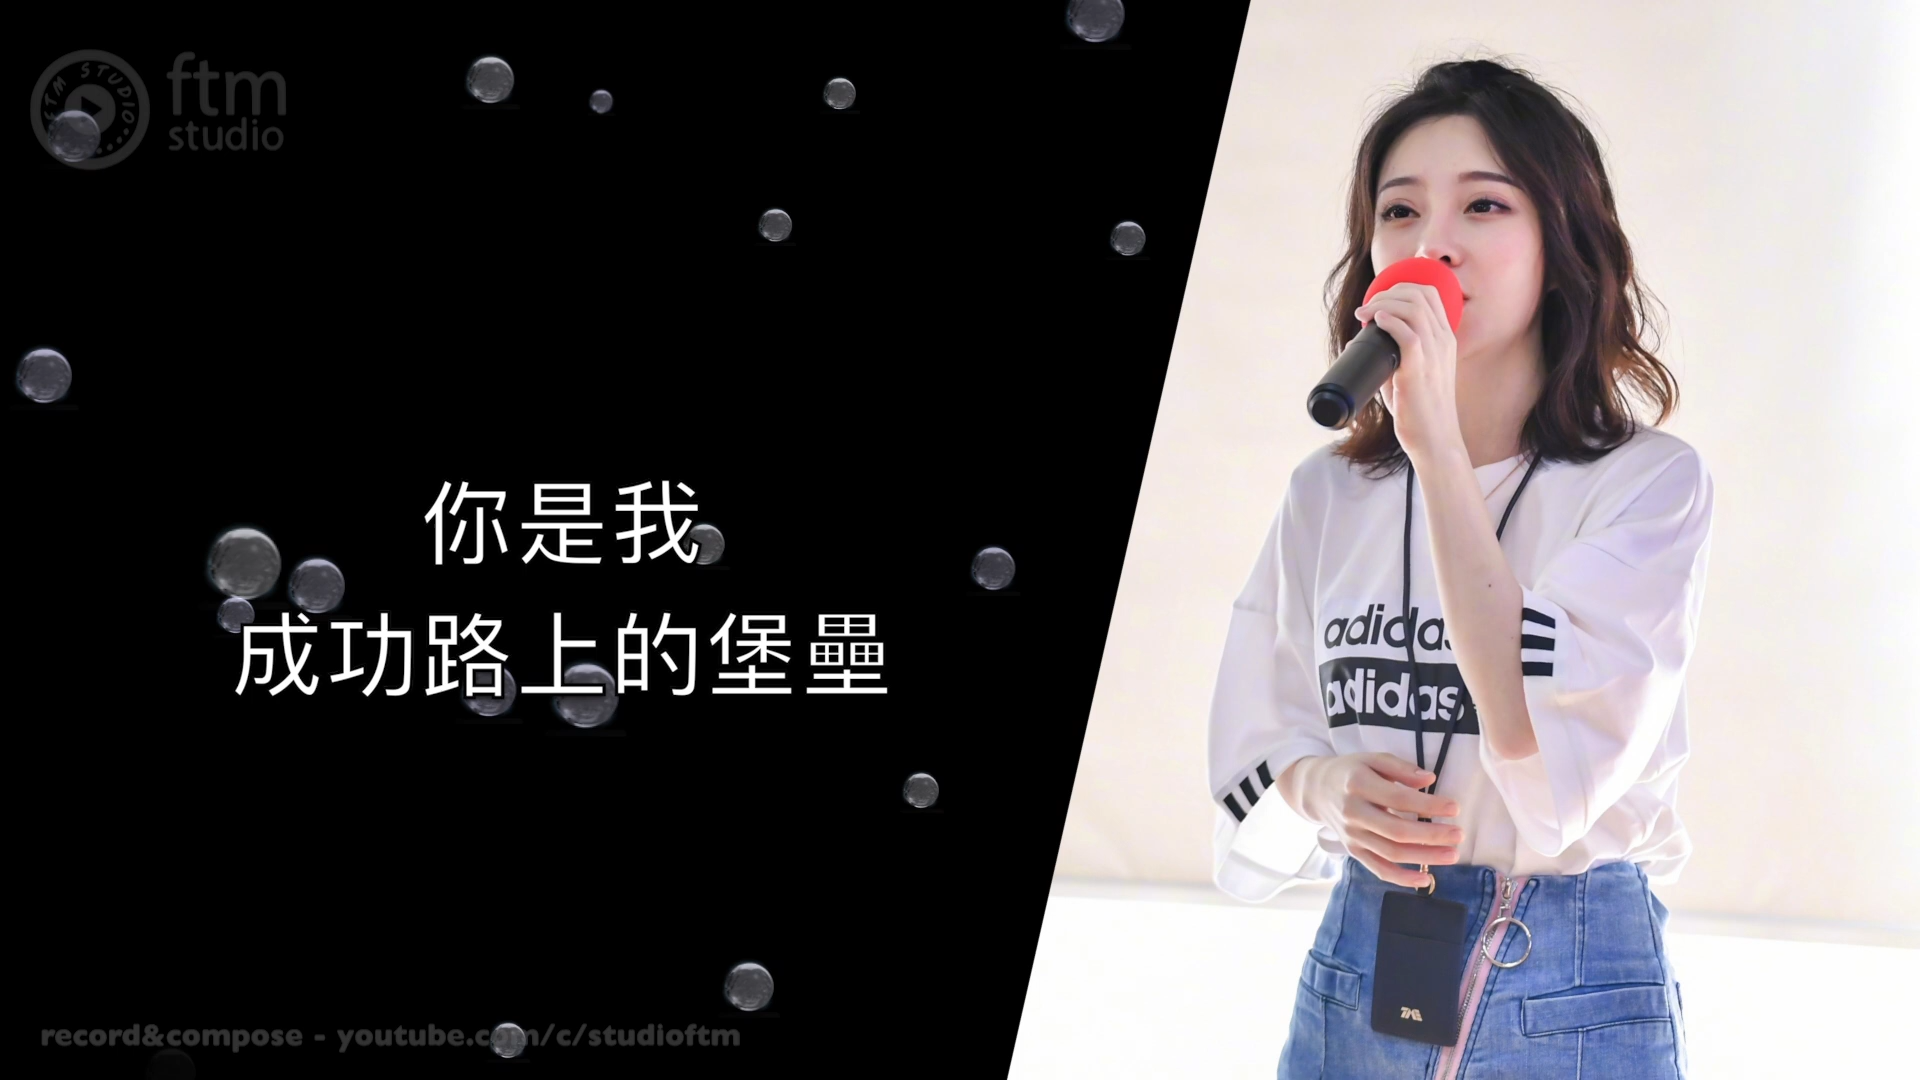 FTM STUDIO
ftm
studio
你是我
成功路上的堡壘
adidas
adidas
record&compose - youtube.com/c/studioftm